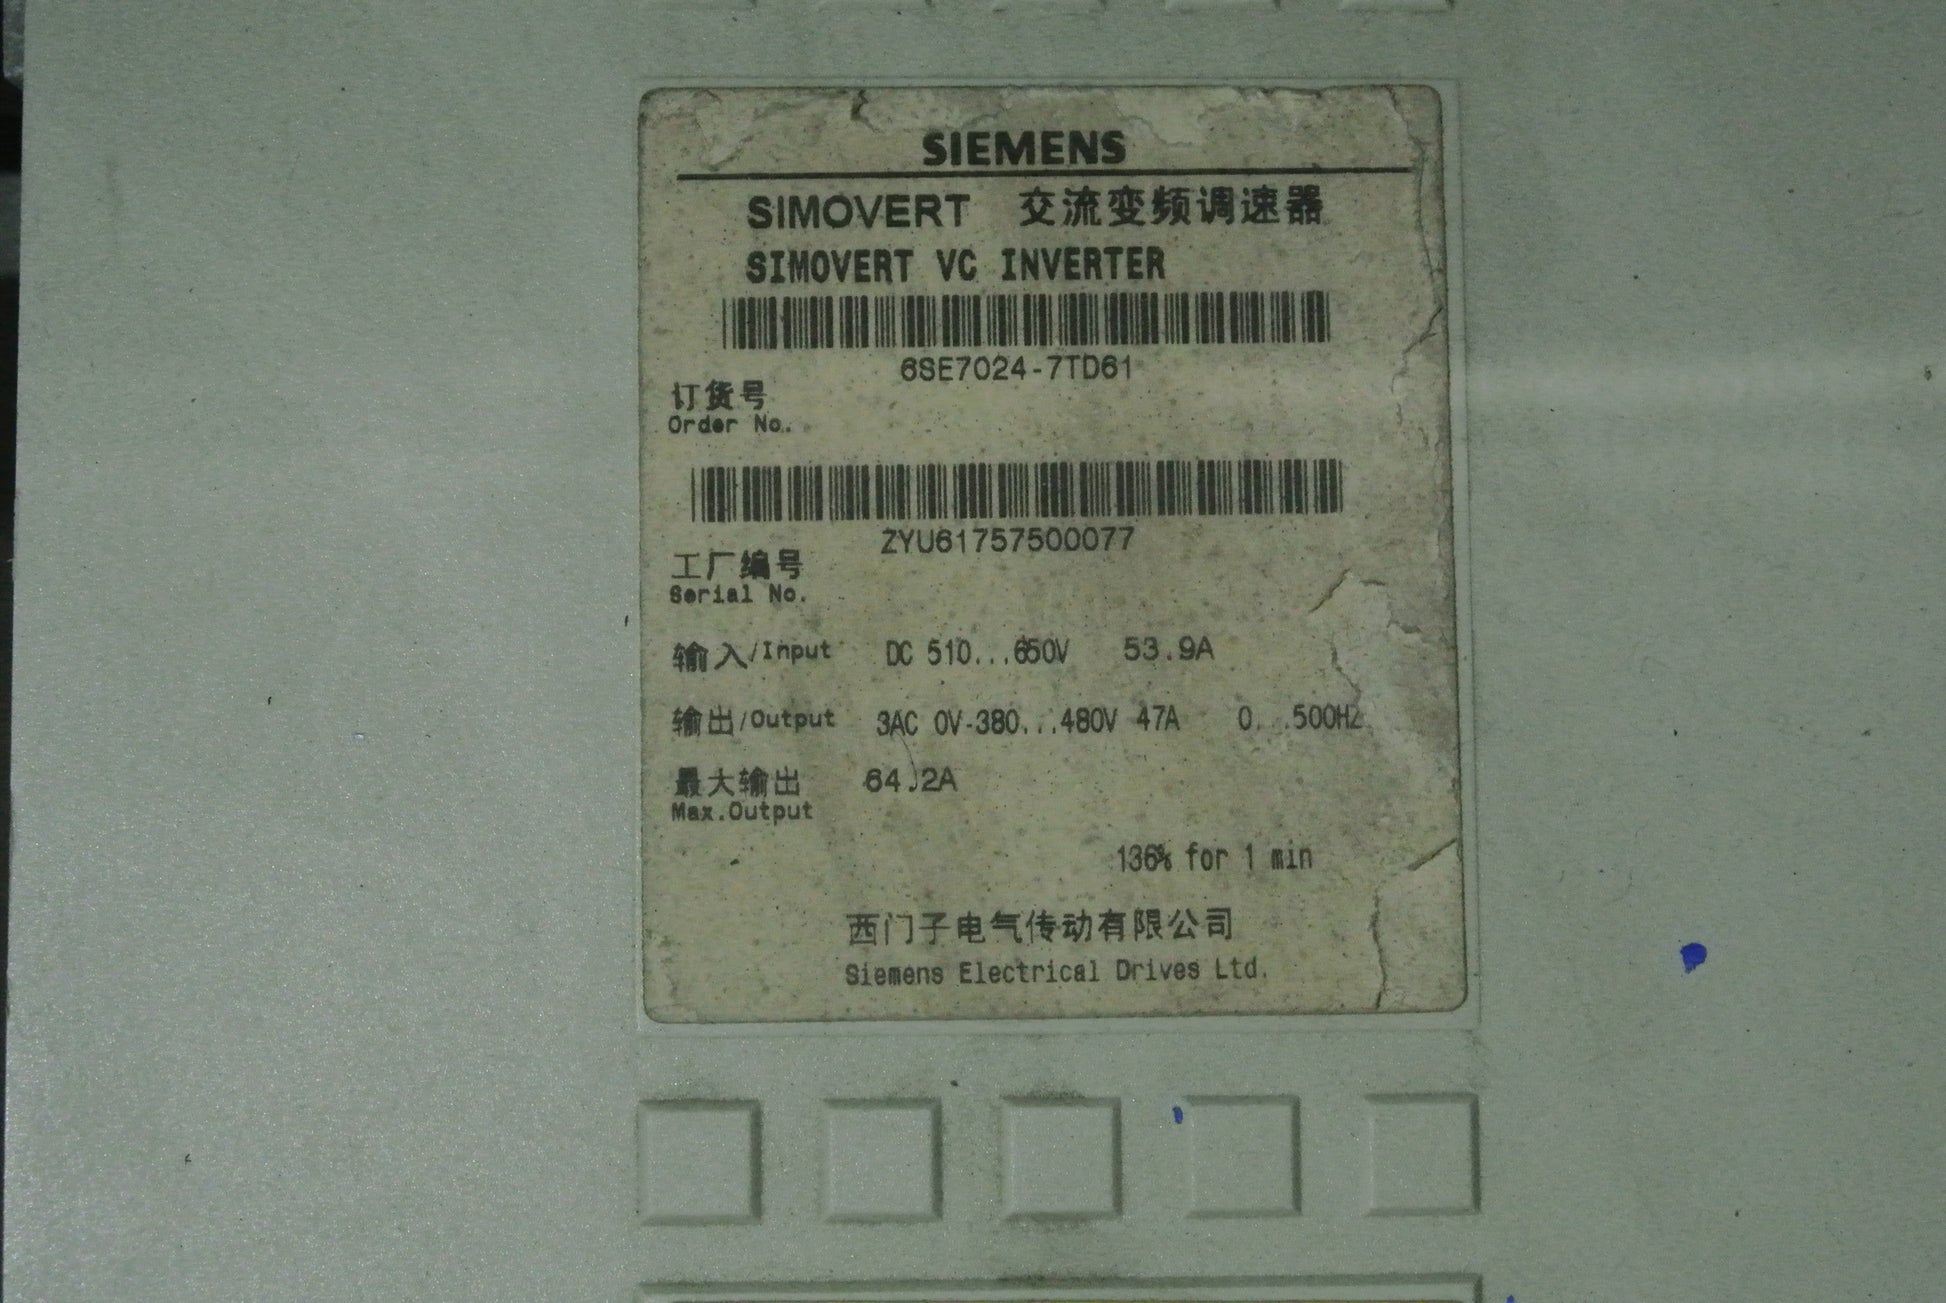 SIEMENS
SIMOVERT 交流变频调速器
SIMOVERT VC INVERTER
6SE7024-7TD61
订货号
Order No.
ZYU61757500077
工厂编号
Serial No.
输入/Input DC 510...650V 53.9A
输出/Output 3AC 0V-380...480V 47A 0...500HZ
最大输出 64.2A
Max.Output
136% for 1 min
西门子电气传动有限公司
Siemens Electrical Drives Ltd.